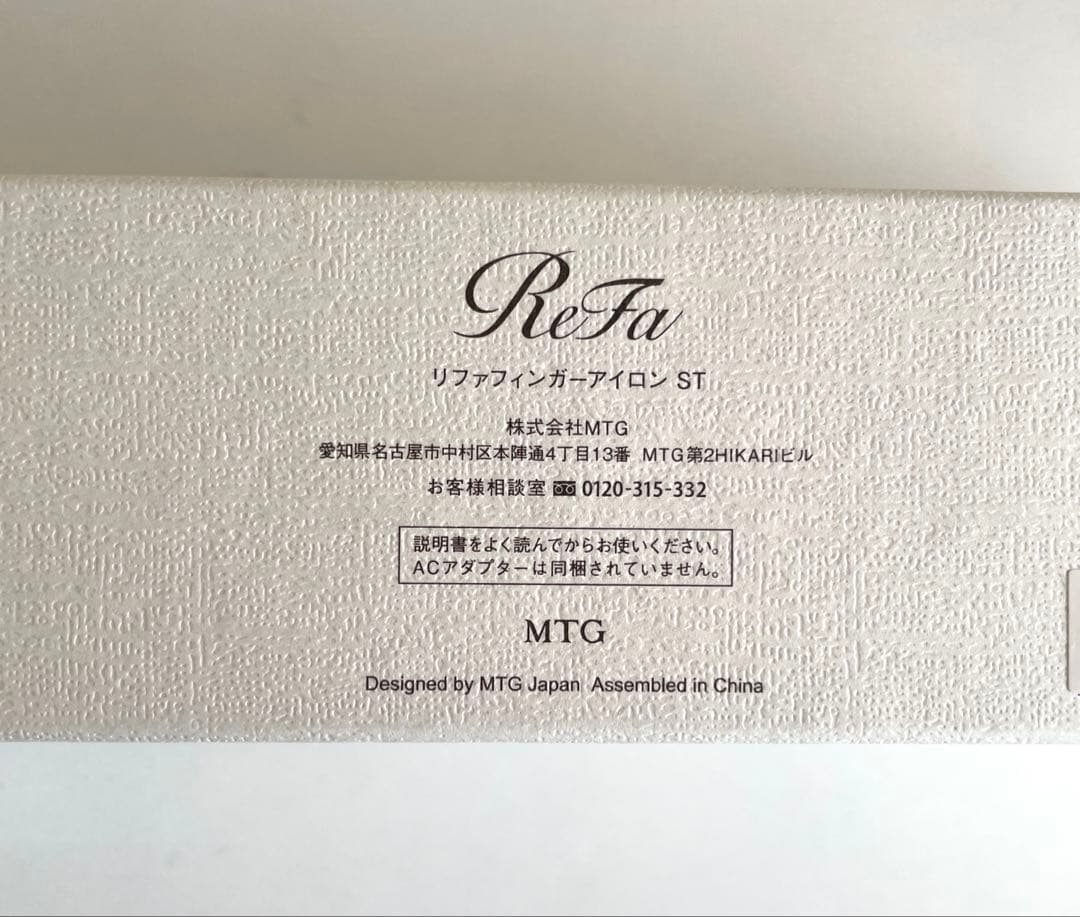 ReFa
リファフィンガーアイロン ST
株式会社MTG
愛知県名古屋市中村区本陣通4丁目13番 MTG第2HIKARIビル
お客様相談室 0120-315-332
説明書をよく読んでからお使いください。
ACアダプターは同梱されていません。
MTG
Designed by MTG Japan Assembled in China